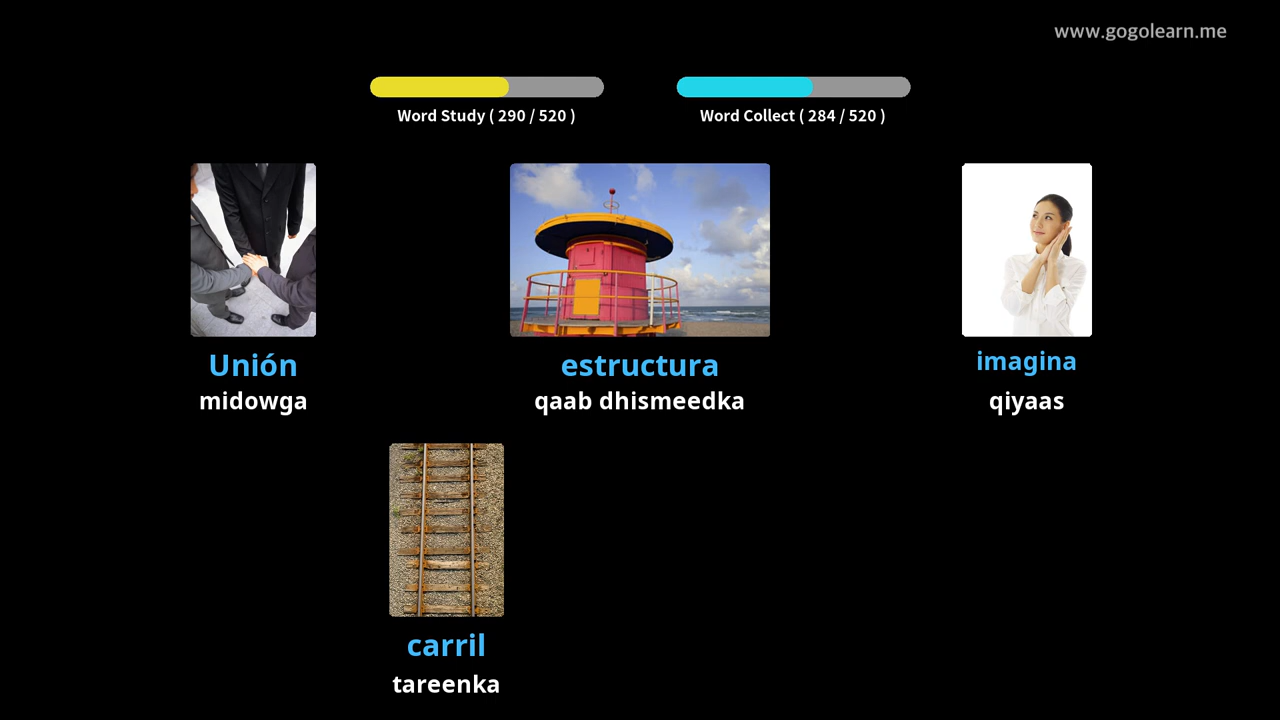 www.gogolearn.me
Word Study ( 290 / 520 )
Word Collect ( 284 / 520 )
Unión
midowga
estructura
qaab dhismeedka
imagina
qiyaas
carril
tareenka